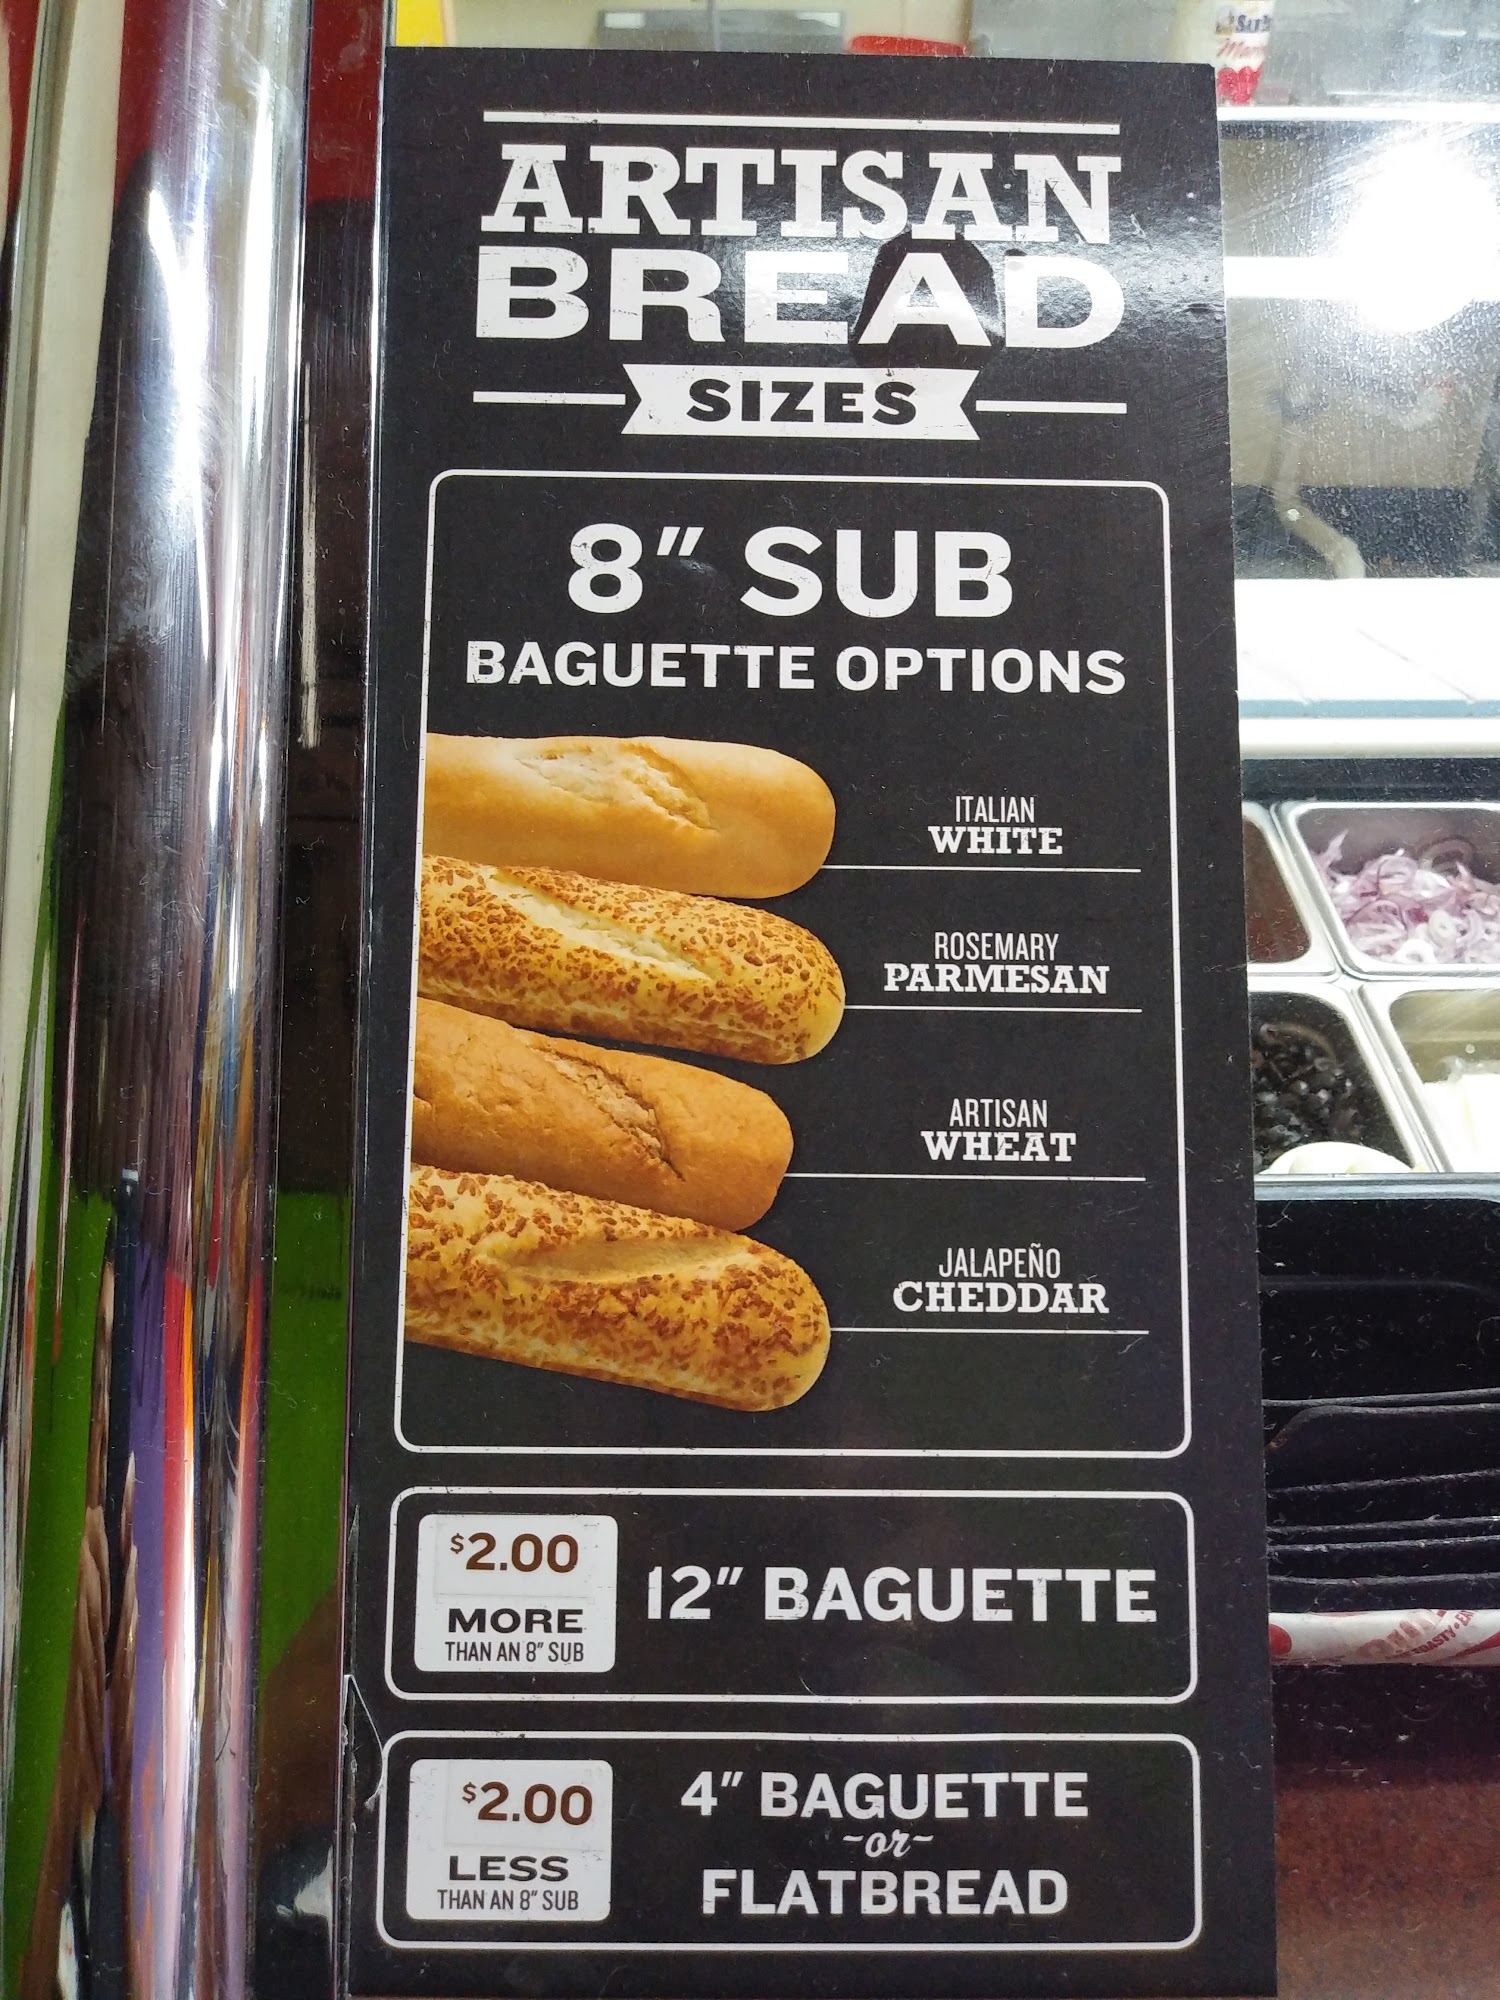 ARTISAN
BREAD
SIZES
8" SUB
BAGUETTE OPTIONS
ITALIAN
WHITE
ROSEMARY
PARMESAN
ARTISAN
WHEAT
JALAPEÑO
CHEDDAR
$2.00
MORE
THAN AN 8" SUB
12" BAGUETTE
$2.00
LESS
THAN AN 8" SUB
4" BAGUETTE
~or~
FLATBREAD